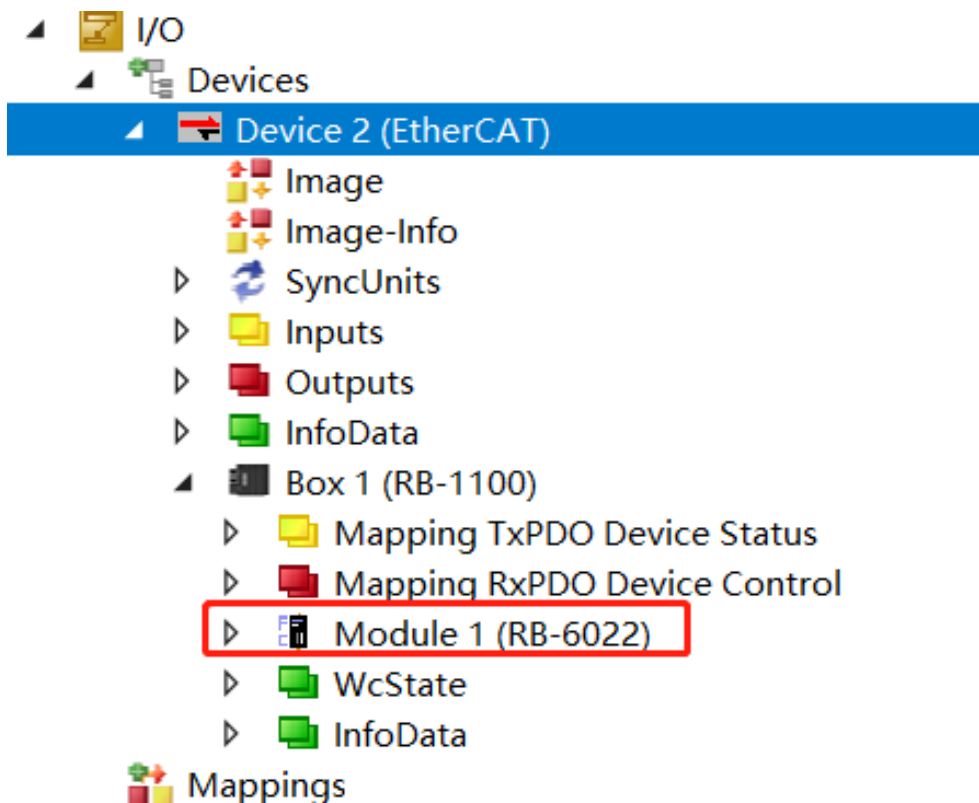 I/O
Devices
Device 2 (EtherCAT)
Image
Image-Info
SyncUnits
Inputs
Outputs
InfoData
Box 1 (RB-1100)
Mapping TxPDO Device Status
Mapping RxPDO Device Control
Module 1 (RB-6022)
WcState
InfoData
Mappings